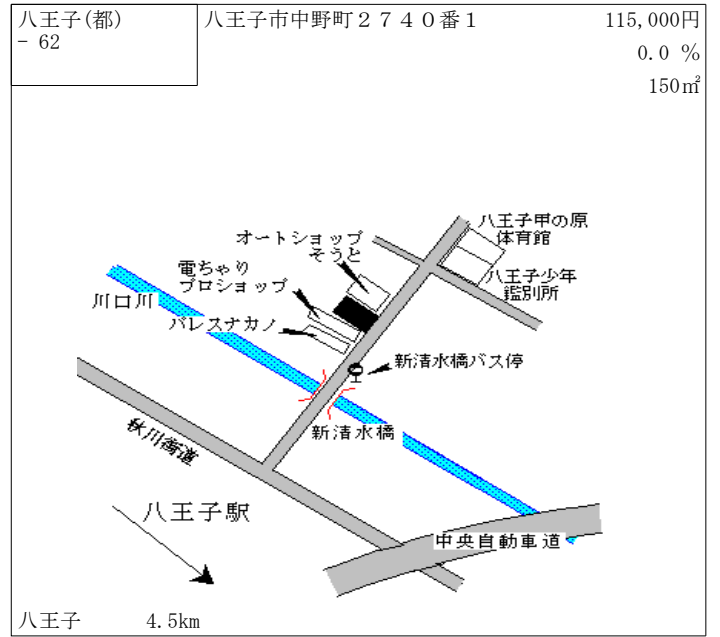 八王子(都)
- 62
八王子市中野町２７４０番１
115,000円
0.0 %
150㎡
八王子甲の原
体育館
オートショップ
そうと
電ちゃり
プロショップ
八王子少年
鑑別所
川口川
パレスナカノ
新清水橋バス停
新清水橋
秋川街道
八王子駅
中央自動車道
八王子 4.5km